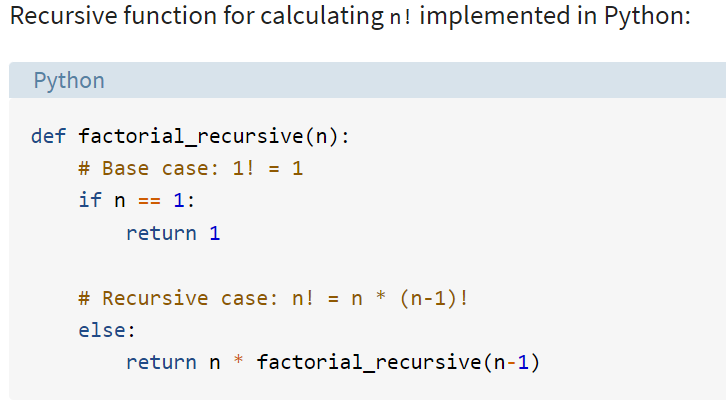 Recursive function for calculating n! implemented in Python:
Python
def factorial_recursive(n):
    # Base case: 1! = 1
    if n == 1:
        return 1
    # Recursive case: n! = n * (n-1)!
    else:
        return n * factorial_recursive(n-1)